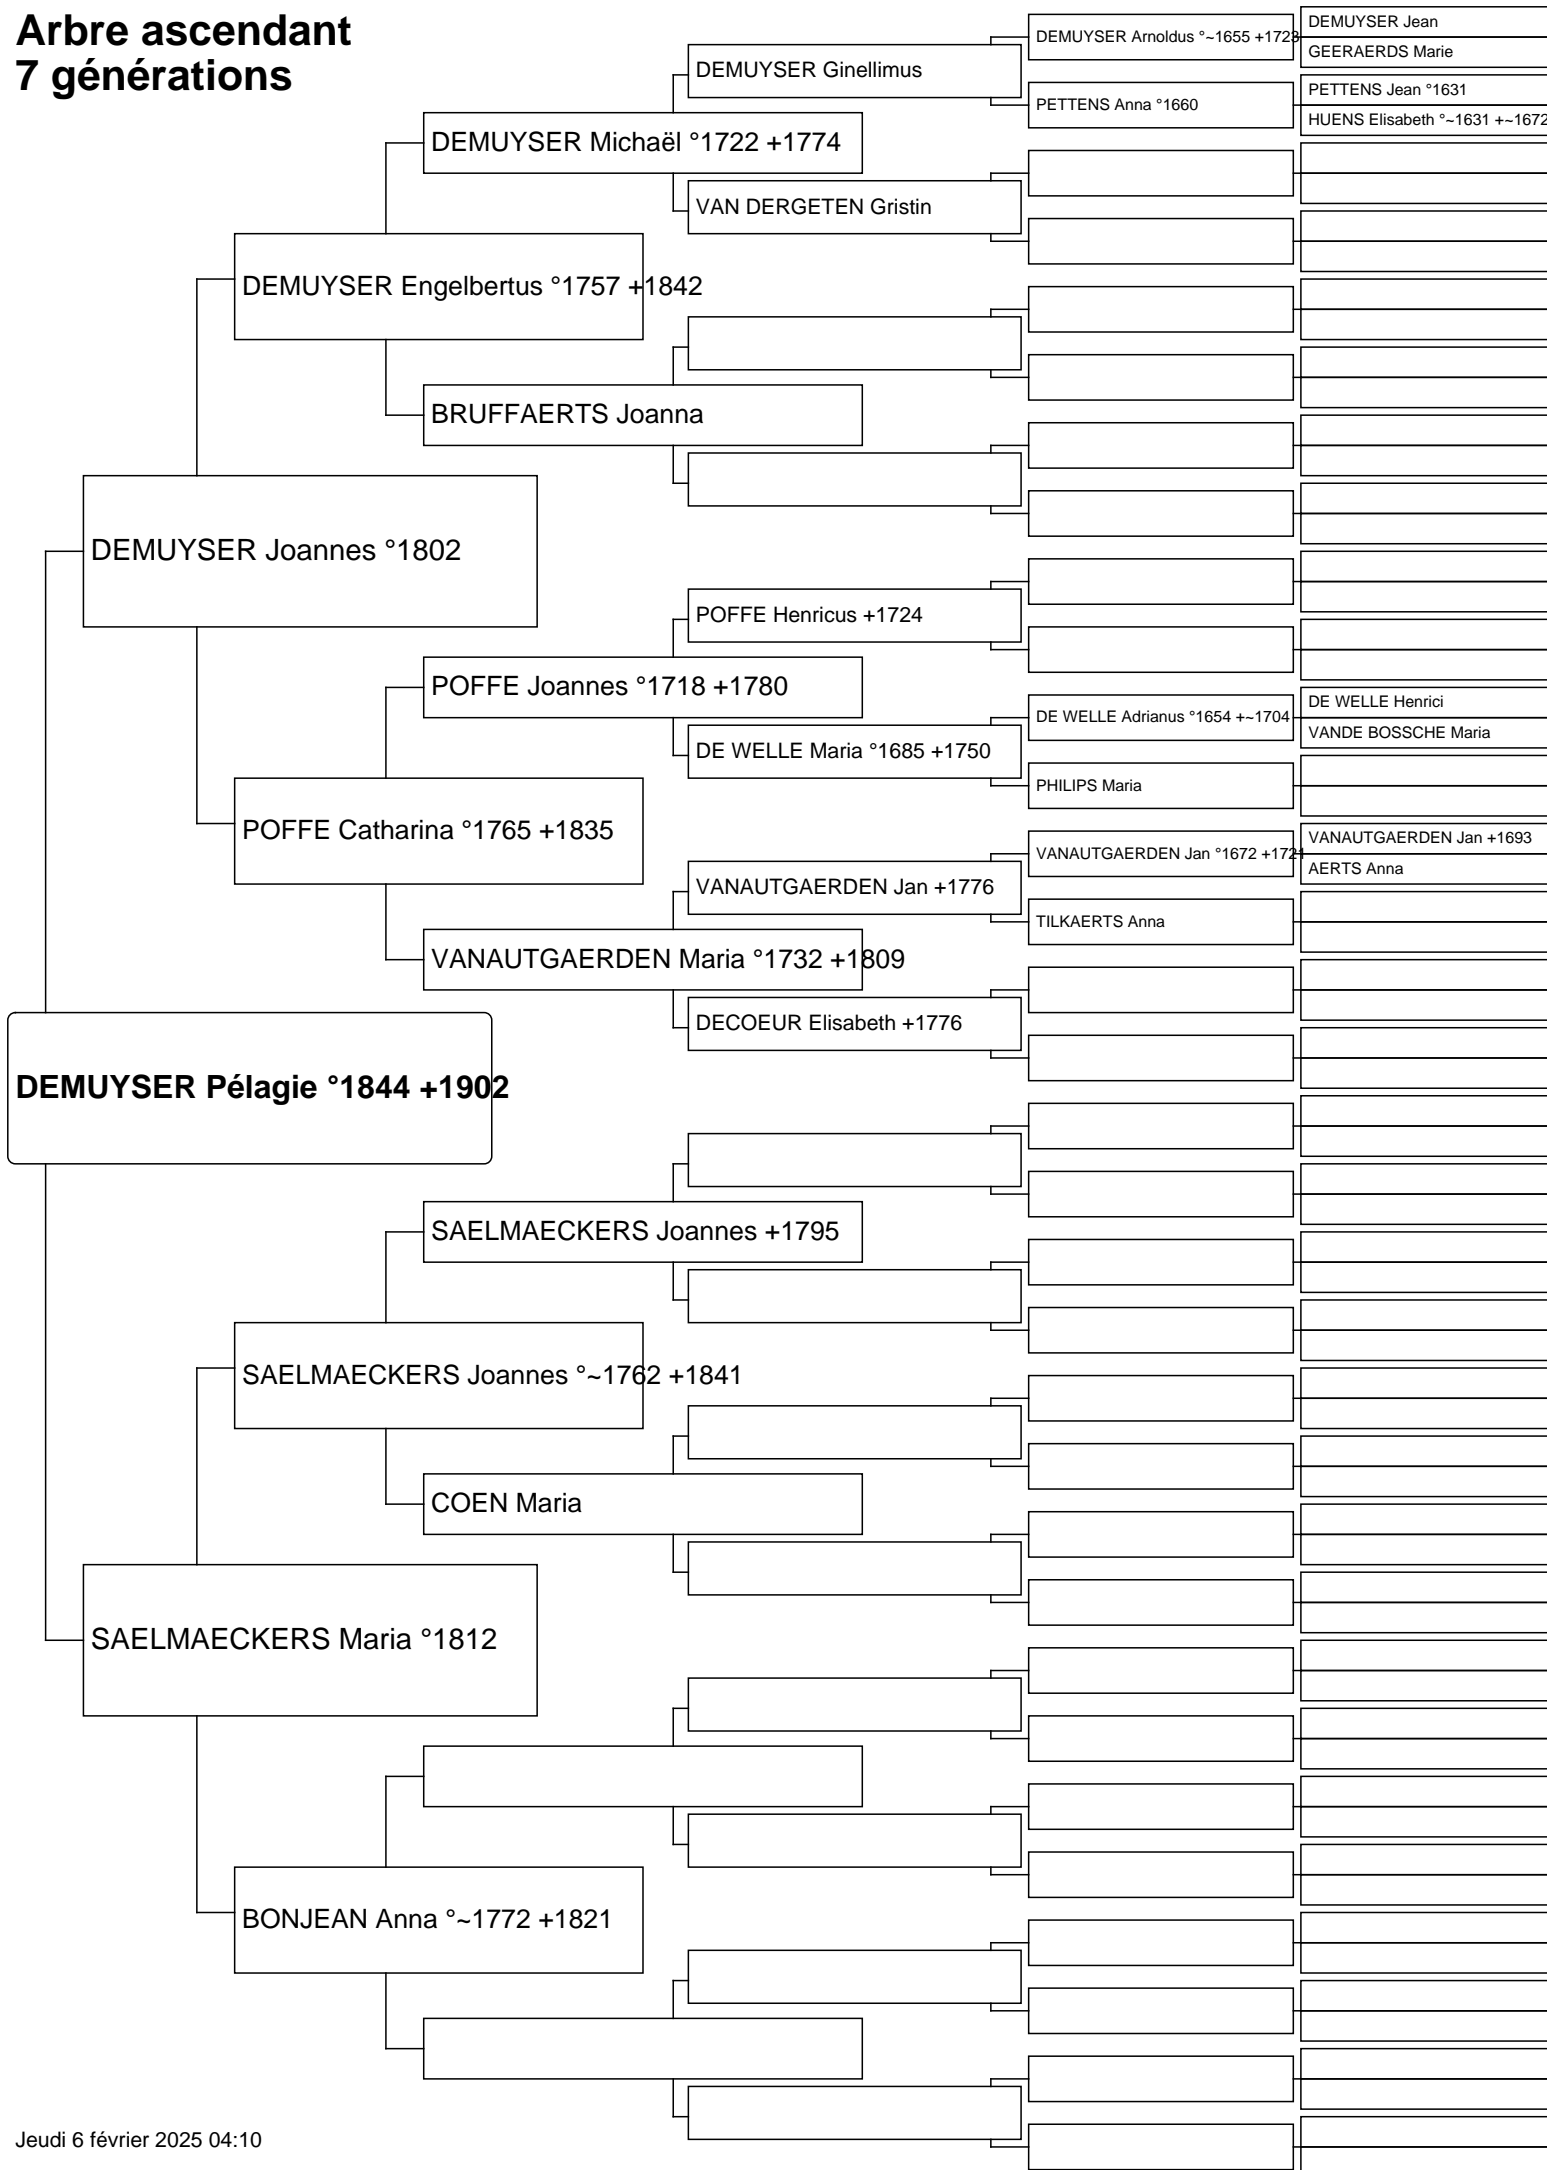 Arbre ascendant
7 générations
DEMUYSER Jean
DEMUYSER Arnoldus °~1655 +1723
GEERAERDS Marie
DEMUYSER Ginellimus
PETTENS Jean °1631
PETTENS Anna °1660
HUENS Elisabeth °~1631 +~1672
DEMUYSER Michaël °1722 +1774
VAN DERGETEN Gristin
DEMUYSER Engelbertus °1757 +1842
BRUFFAERTS Joanna
DEMUYSER Joannes °1802
POFFE Henricus +1724
POFFE Joannes °1718 +1780
DE WELLE Henrici
DE WELLE Adrianus °1654 +~1704
VANDE BOSSCHE Maria
DE WELLE Maria °1685 +1750
PHILIPS Maria
POFFE Catharina °1765 +1835
VANAUTGAERDEN Jan +1693
VANAUTGAERDEN Jan °1672 +1721
AERTS Anna
VANAUTGAERDEN Jan +1776
TILKAERTS Anna
VANAUTGAERDEN Maria °1732 +1809
DECOEUR Elisabeth +1776
DEMUYSER Pélagie °1844 +1902
SAELMAECKERS Joannes +1795
SAELMAECKERS Joannes °~1762 +1841
COEN Maria
SAELMAECKERS Maria °1812
BONJEAN Anna °~1772 +1821
Jeudi 6 février 2025 04:10